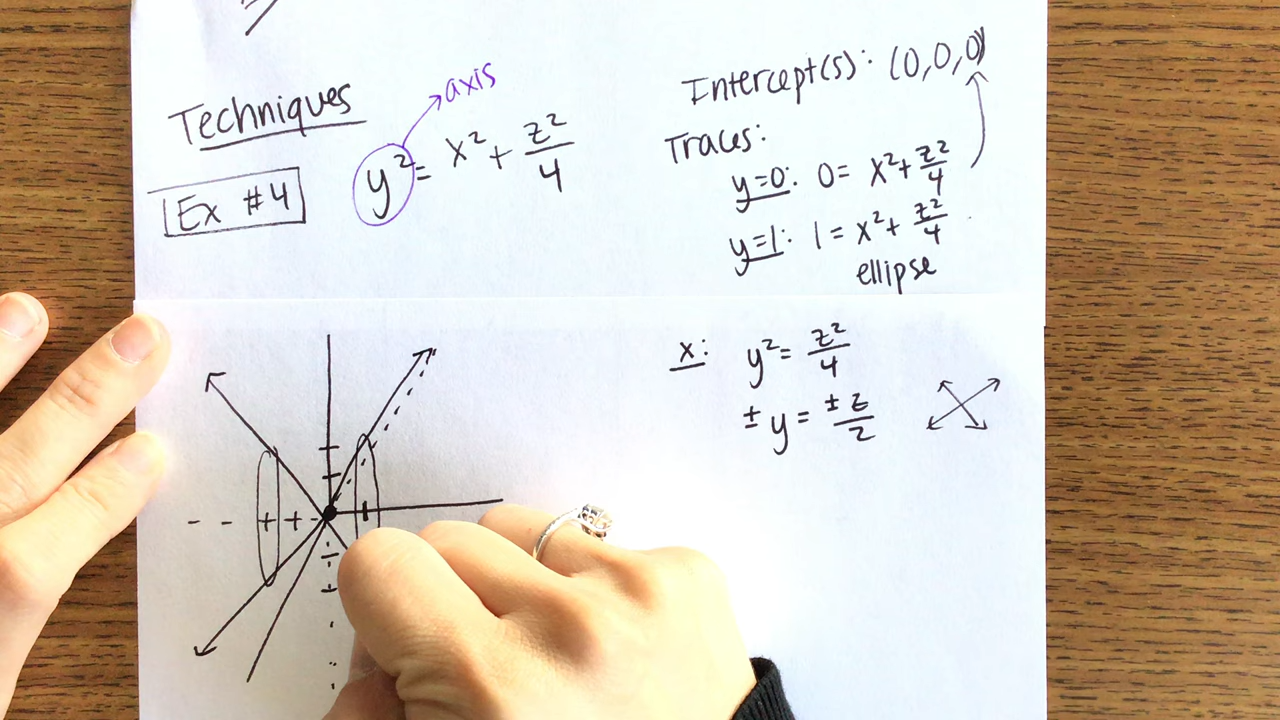 Techniques
axis
Ex #4
y² = x² + z²/4
Intercept(s): (0,0,0)
Traces:
y=0: 0 = x² + z²/4
y=1: 1 = x² + z²/4
ellipse
x: y² = z²/4
± y = ± z/2